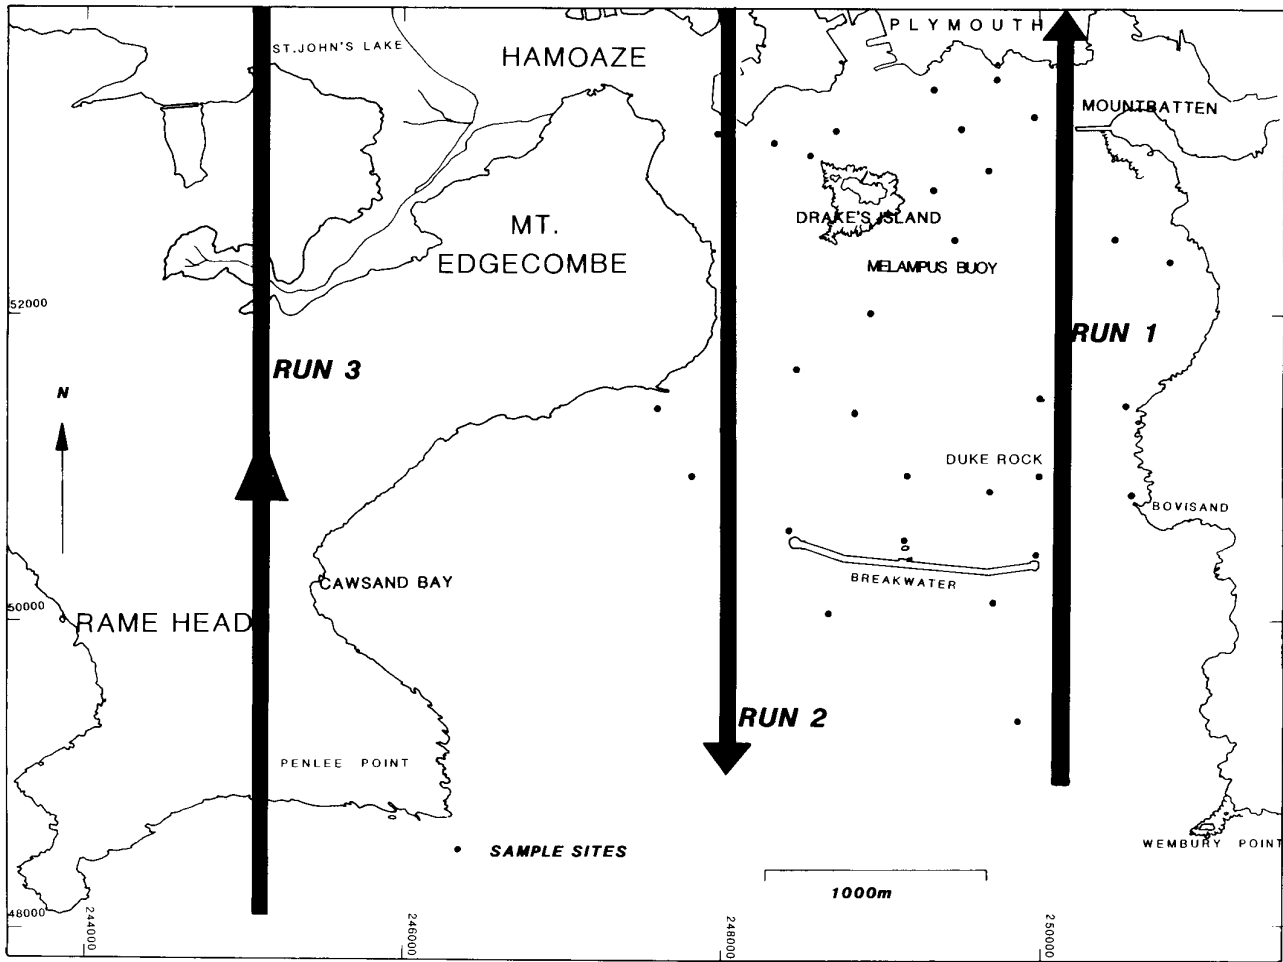 PLYMOUTH
ST.JOHN'S LAKE
HAMOAZE
MOUNTBATTEN
MT.
EDGECOMBE
DRAKE'S ISLAND
MELAMPUS BUOY
52000
RUN 1
RUN 3
N
DUKE ROCK
BOVISAND
BREAKWATER
CAWSAND BAY
50000
RAME HEAD
RUN 2
PENLEE POINT
WEMBURY POINT
SAMPLE SITES
1000m
48000
244000
246000
248000
250000